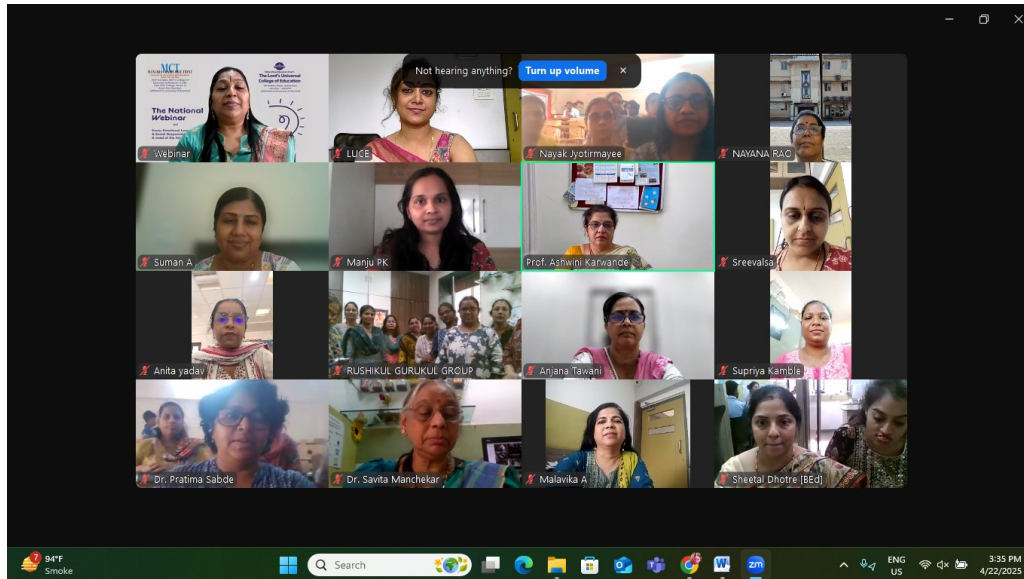 Not hearing anything? Turn up volume
MCT
The Lord's Universal
College of Education
The National
Webinar
Webinar
LUCE
Nayak Jyotirmayee
NAYANA RAO
Suman A
Manju PK
Prof. Ashwini Karwande
Sreevalsa
Anita yadav
RUSHIKUL GURUKUL GROUP
Anjana Tawani
Supriya Kamble
Dr. Pratima Sabde
Dr. Savita Manchekar
Malavika A
Sheetal Dhotre [BEd]
7
94°F
Smoke
Search
W
zm
ENG
US
3:35 PM
4/22/2025